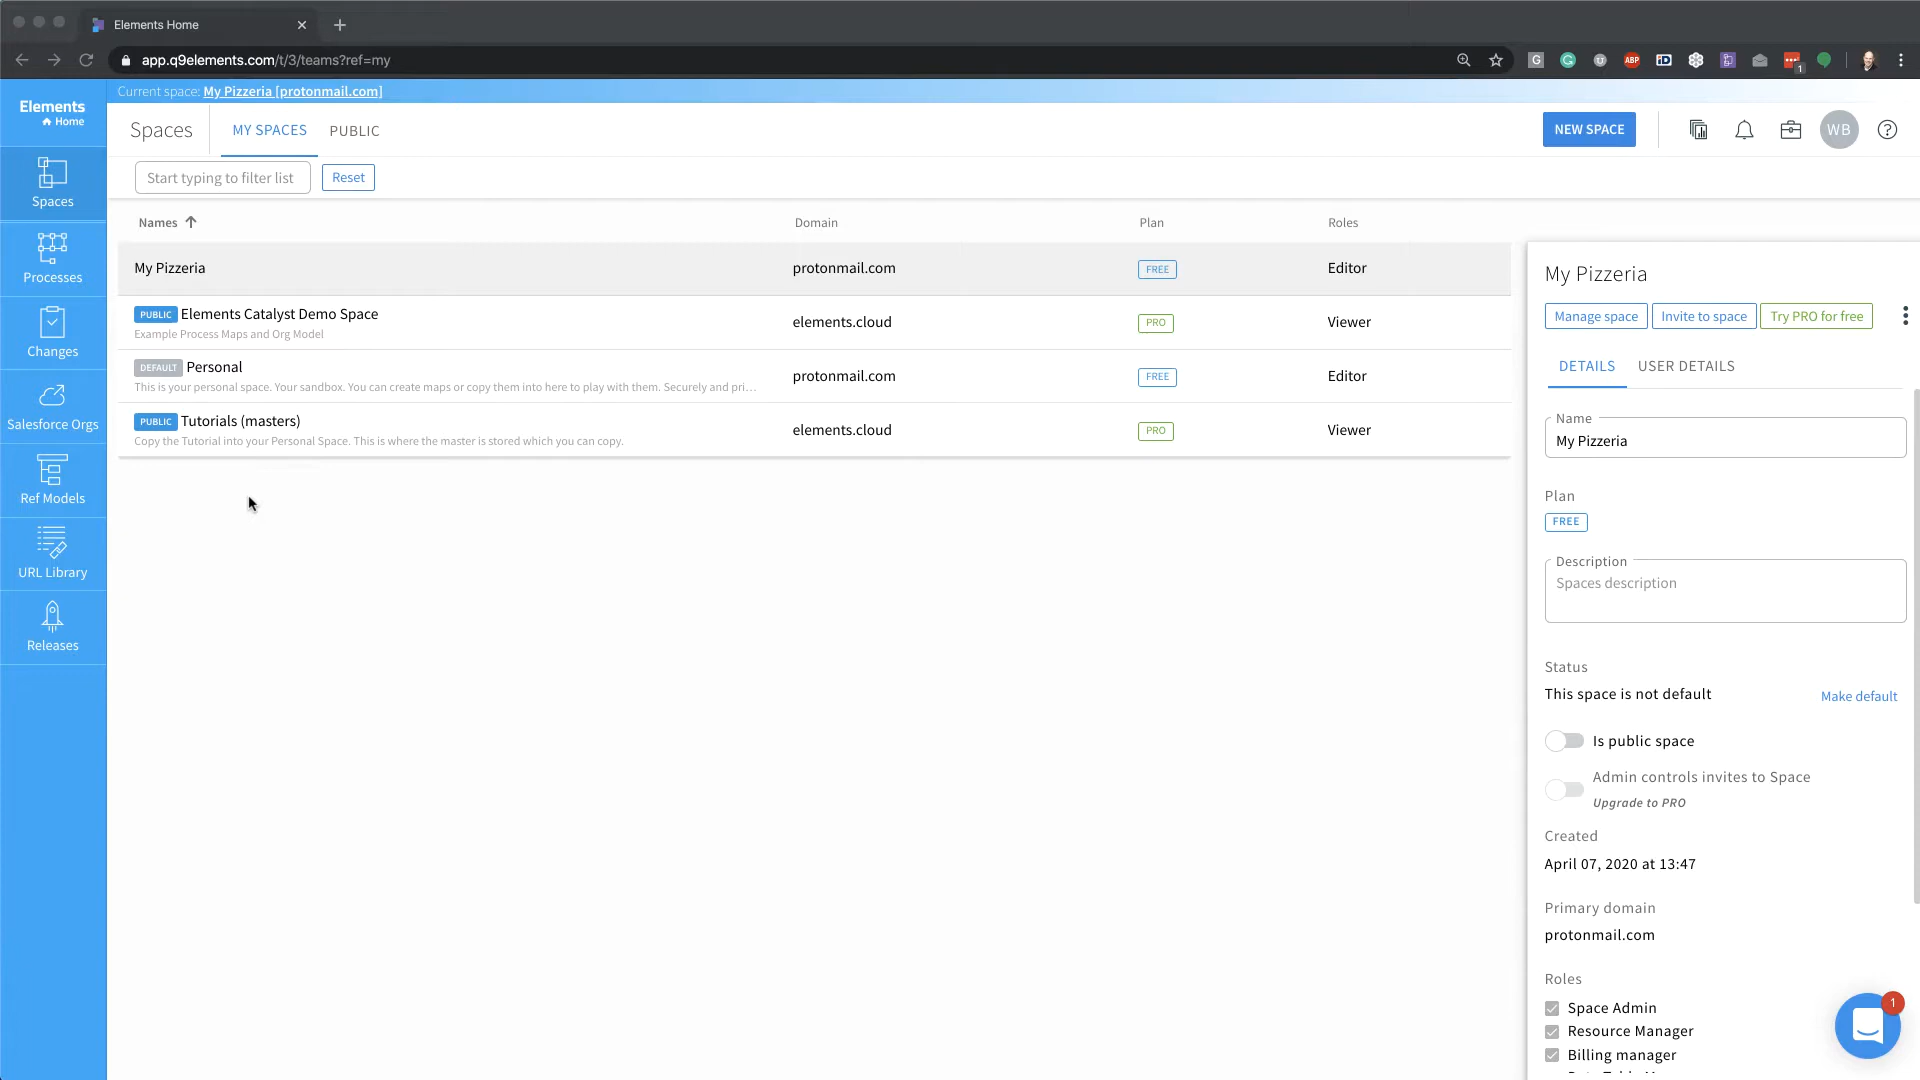 Elements Home
app.q9elements.com/t/3/teams?ref=my
G
ABP
1
Elements
Home
Current space: My Pizzeria [protonmail.com]
Spaces
MY SPACES
PUBLIC
NEW SPACE
WB
Start typing to filter list
Reset
Spaces
Processes
Changes
Salesforce Orgs
Ref Models
URL Library
Releases
Names
Domain
Plan
Roles
My Pizzeria
protonmail.com
FREE
Editor
PUBLIC Elements Catalyst Demo Space
Example Process Maps and Org Model
elements.cloud
PRO
Viewer
DEFAULT Personal
This is your personal space. Your sandbox. You can create maps or copy them into here to play with them. Securely and pri...
protonmail.com
FREE
Editor
PUBLIC Tutorials (masters)
Copy the Tutorial into your Personal Space. This is where the master is stored which you can copy.
elements.cloud
PRO
Viewer
My Pizzeria
Manage space
Invite to space
Try PRO for free
DETAILS
USER DETAILS
Name
My Pizzeria
Plan
FREE
Description
Spaces description
Status
This space is not default
Make default
Is public space
Admin controls invites to Space
Upgrade to PRO
Created
April 07, 2020 at 13:47
Primary domain
protonmail.com
Roles
Space Admin
Resource Manager
Billing manager
1